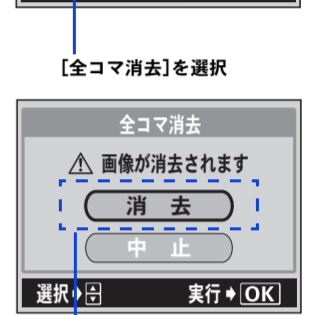 [全コマ消去]を選択
全コマ消去
⚠ 画像が消去されます
消 去
中 止
選択 実行 OK